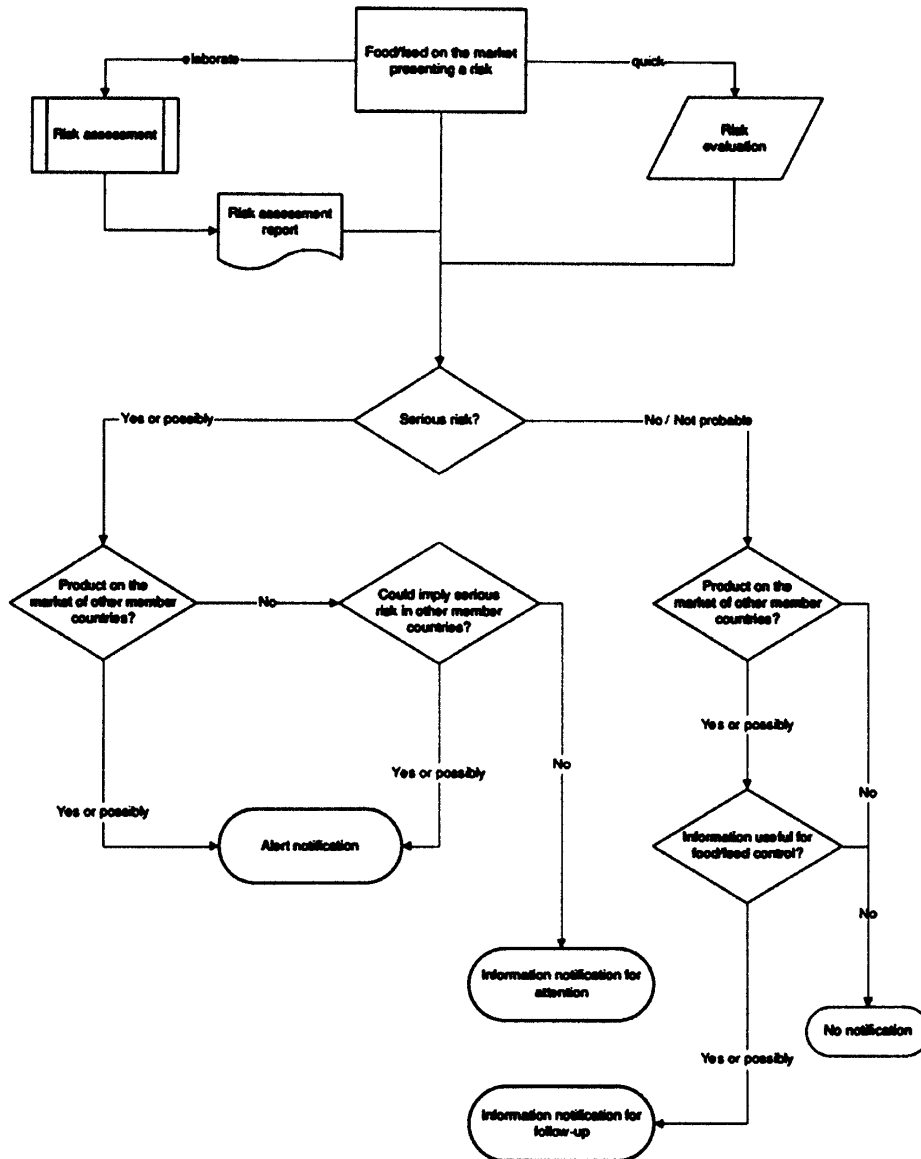 Food/feed on the market
presenting a risk
elaborate
quick
Risk assessment
Risk
evaluation
Risk assessment
report
Serious risk?
Yes or possibly
No / Not probable
Product on the
market of other member
countries?
No
Could imply serious
risk in other member
countries?
Product on the
market of other member
countries?
Yes or possibly
No
Yes or possibly
No
Yes or possibly
Alert notification
Information useful for
food/feed control?
No
Information notification for
attention
No notification
Yes or possibly
Information notification for
follow-up